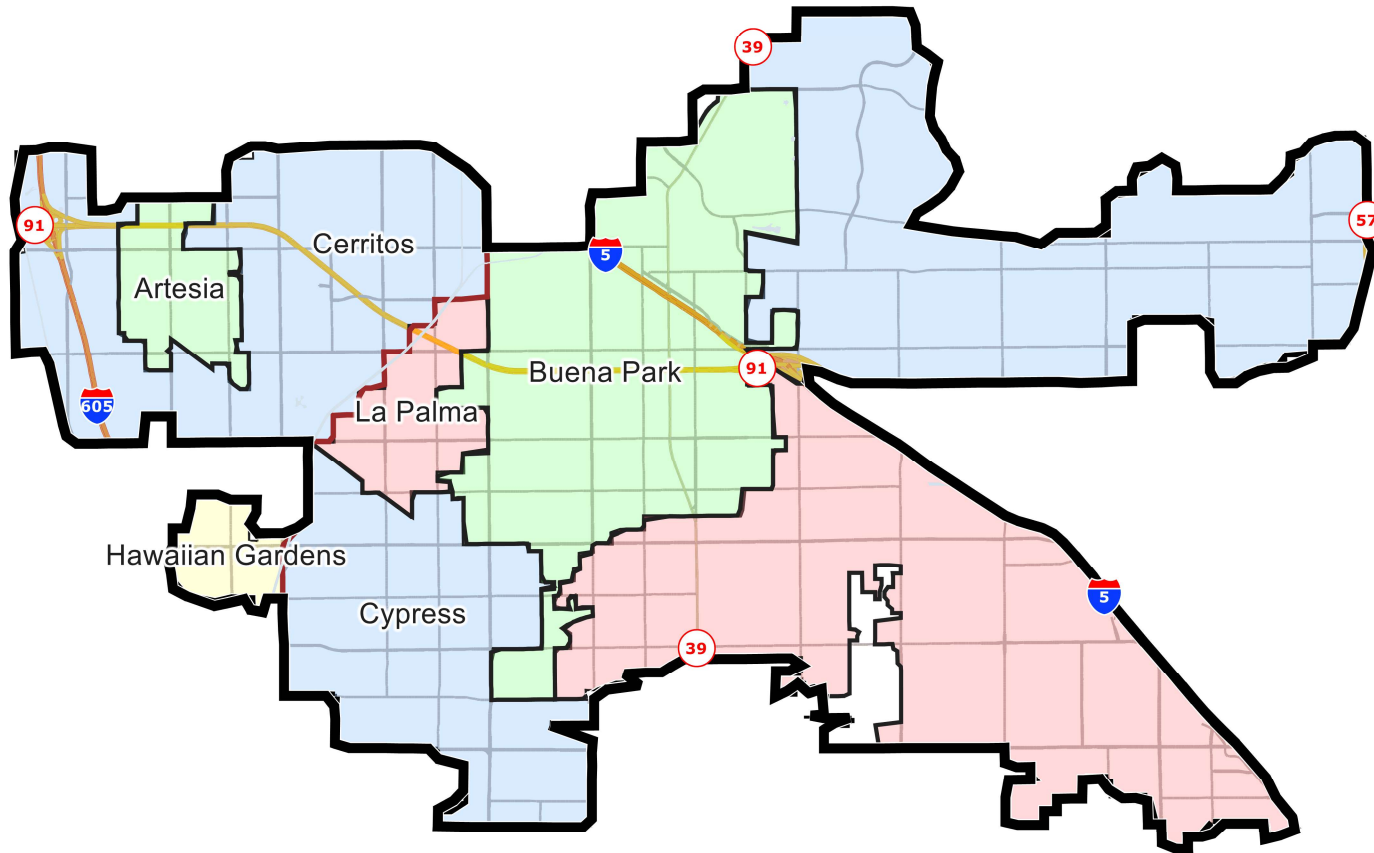 39
91
57
Cerritos
5
Artesia
Buena Park
91
605
La Palma
Hawaiian Gardens
5
Cypress
39